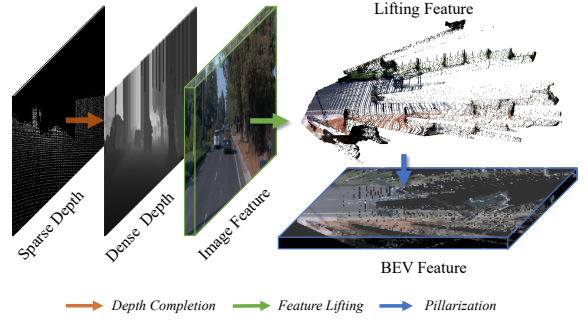 Lifting Feature
Sparse Depth
Dense Depth
Image Feature
BEV Feature
Depth Completion
Feature Lifting
Pillarization